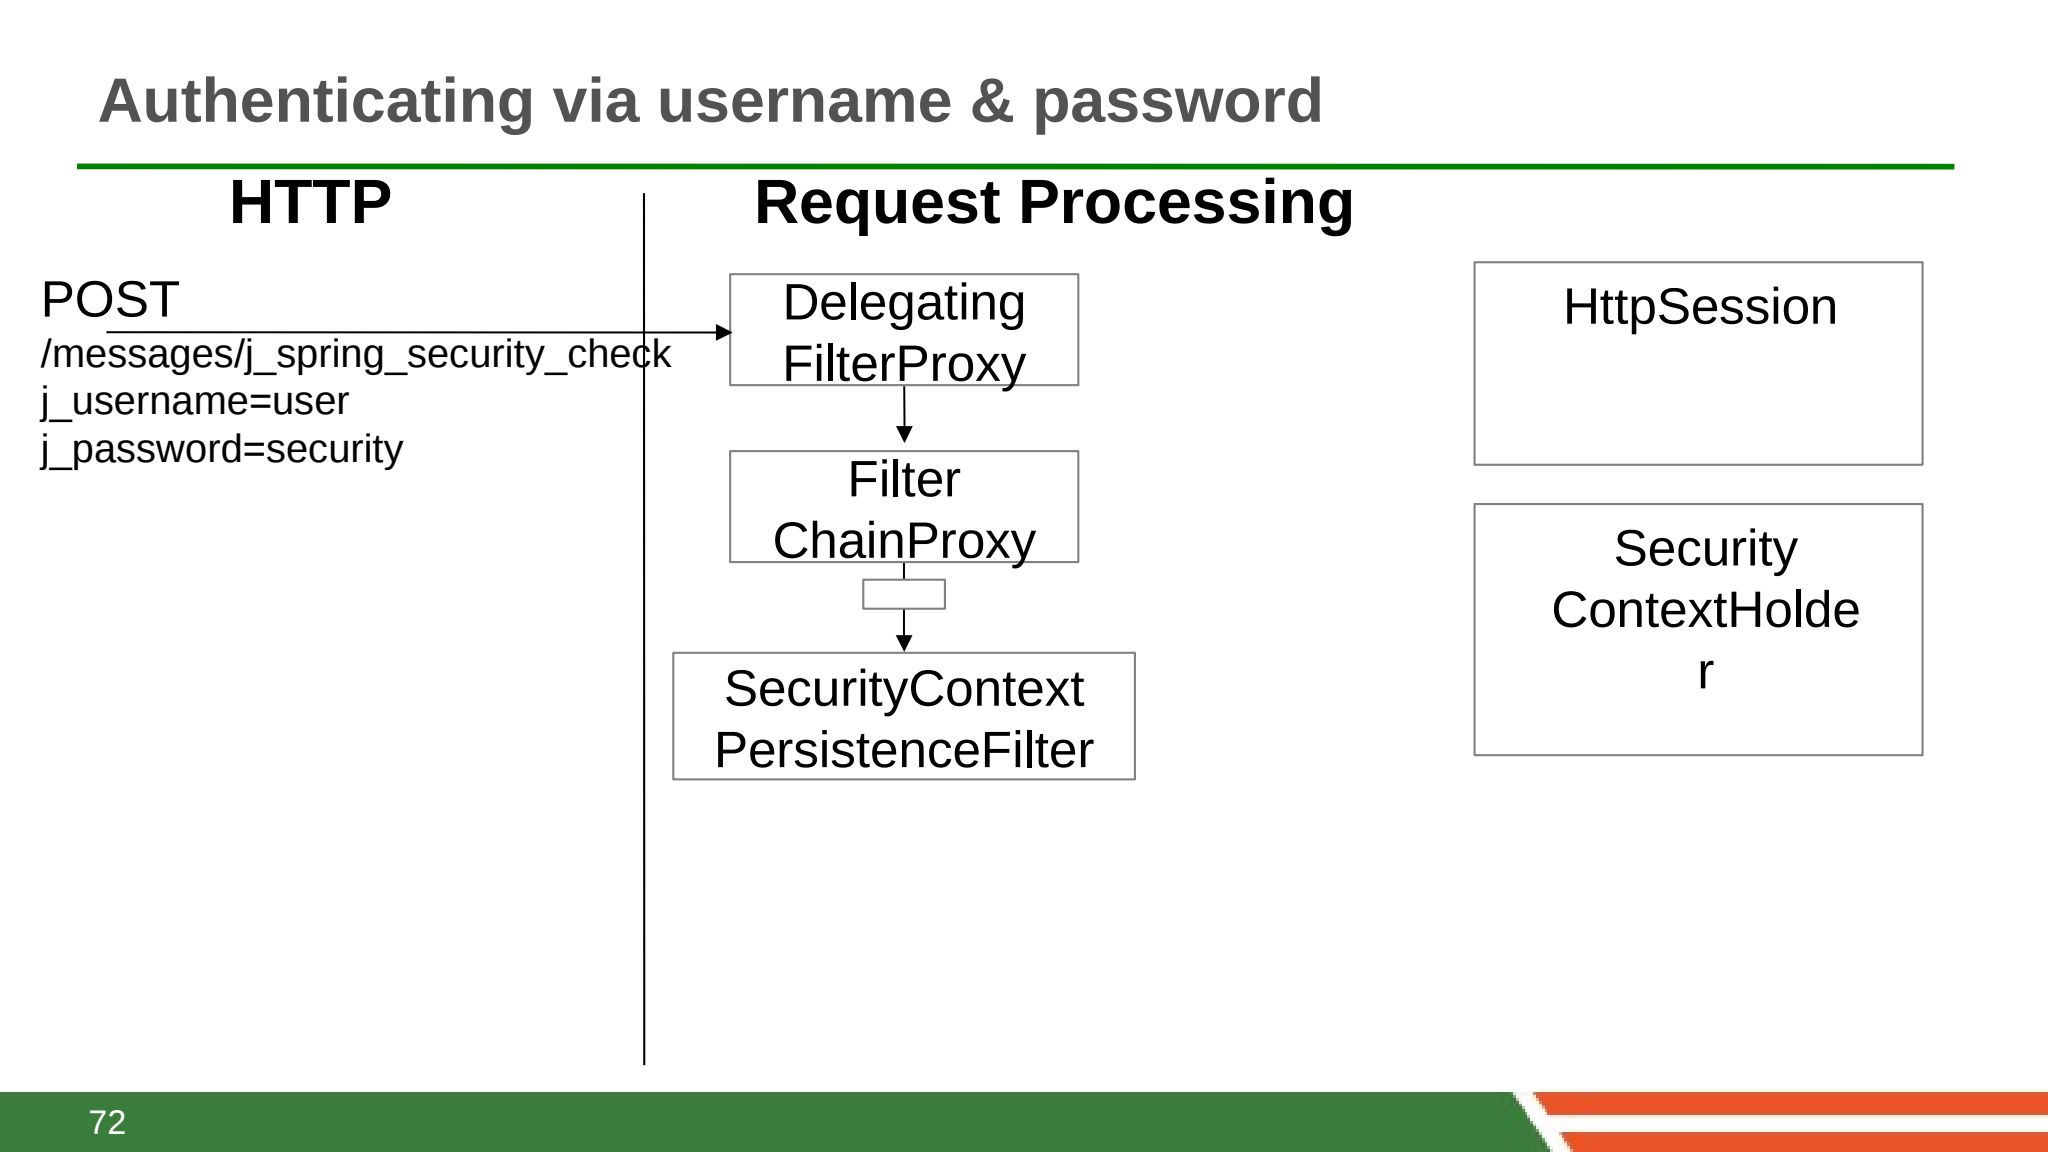 Authenticating via username & password
HTTP
Request Processing
POST
/messages/j_spring_security_check
j_username=user
j_password=security
Delegating
FilterProxy
Filter
ChainProxy
SecurityContext
PersistenceFilter
HttpSession
Security
ContextHolde
r
72